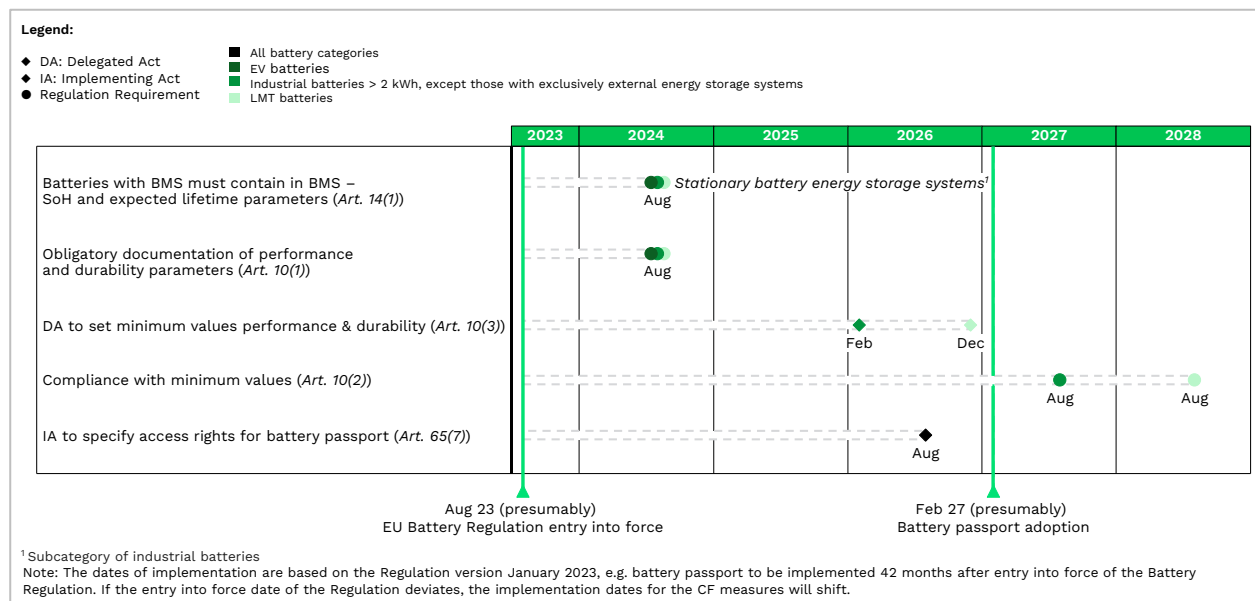 Legend:
◆ DA: Delegated Act
◆ IA: Implementing Act
● Regulation Requirement
All battery categories
EV batteries
Industrial batteries > 2 kWh, except those with exclusively external energy storage systems
LMT batteries
2023 2024 2025 2026 2027 2028
Batteries with BMS must contain in BMS –
SoH and expected lifetime parameters (Art. 14(1))
Stationary battery energy storage systems¹
Aug
Obligatory documentation of performance
and durability parameters (Art. 10(1))
Aug
DA to set minimum values performance & durability (Art. 10(3))
Feb Dec
Compliance with minimum values (Art. 10(2))
Aug Aug
IA to specify access rights for battery passport (Art. 65(7))
Aug
Aug 23 (presumably)
EU Battery Regulation entry into force
Feb 27 (presumably)
Battery passport adoption
¹ Subcategory of industrial batteries
Note: The dates of implementation are based on the Regulation version January 2023, e.g. battery passport to be implemented 42 months after entry into force of the Battery
Regulation. If the entry into force date of the Regulation deviates, the implementation dates for the CF measures will shift.